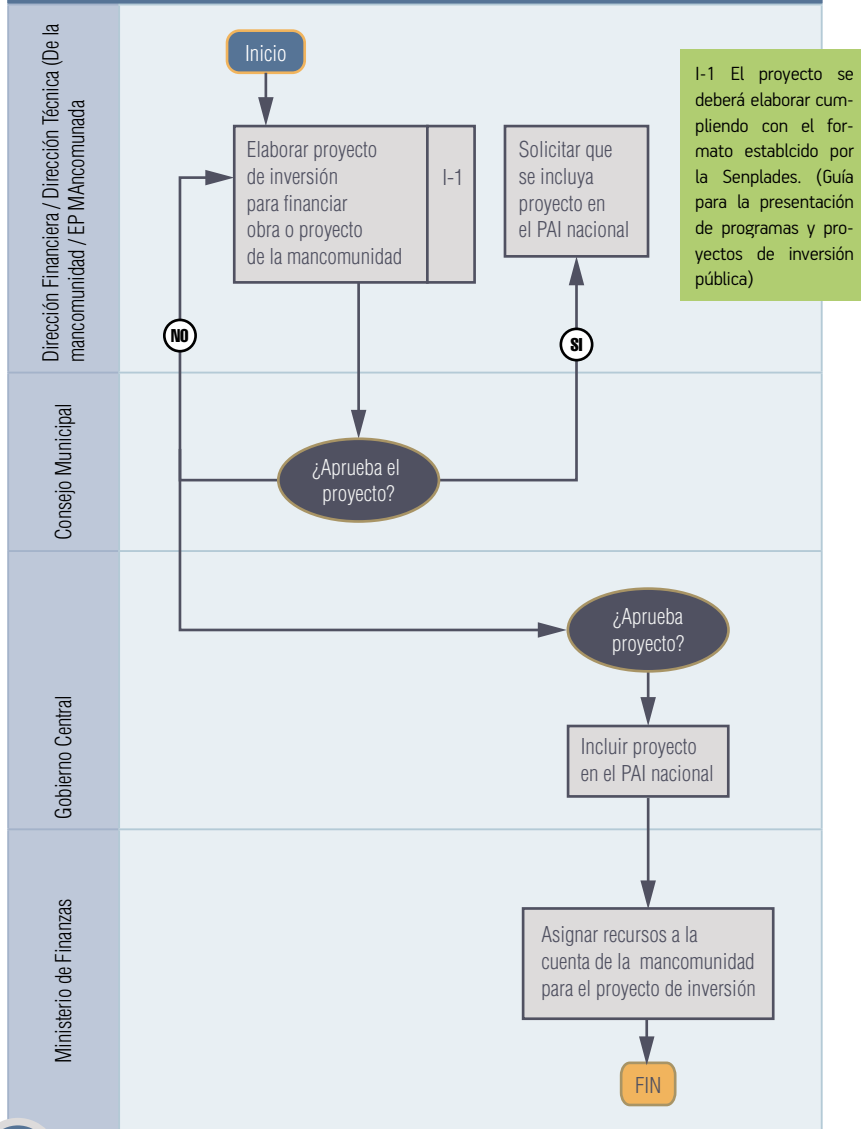 Dirección Financiera / Dirección Técnica (De la
mancomunidad / EP MAncomunada
Inicio
Elaborar proyecto
de inversión
para financiar
obra o proyecto
de la mancomunidad
I-1
Solicitar que
se incluya
proyecto en
el PAI nacional
I-1 El proyecto se
deberá elaborar cum-
pliendo con el for-
mato establcido por
la Senplades. (Guía
para la presentación
de programas y pro-
yectos de inversión
pública)
NO
SI
Consejo Municipal
¿Aprueba el
proyecto?
Gobierno Central
¿Aprueba
proyecto?
Incluir proyecto
en el PAI nacional
Ministerio de Finanzas
Asignar recursos a la
cuenta de la mancomunidad
para el proyecto de inversión
FIN